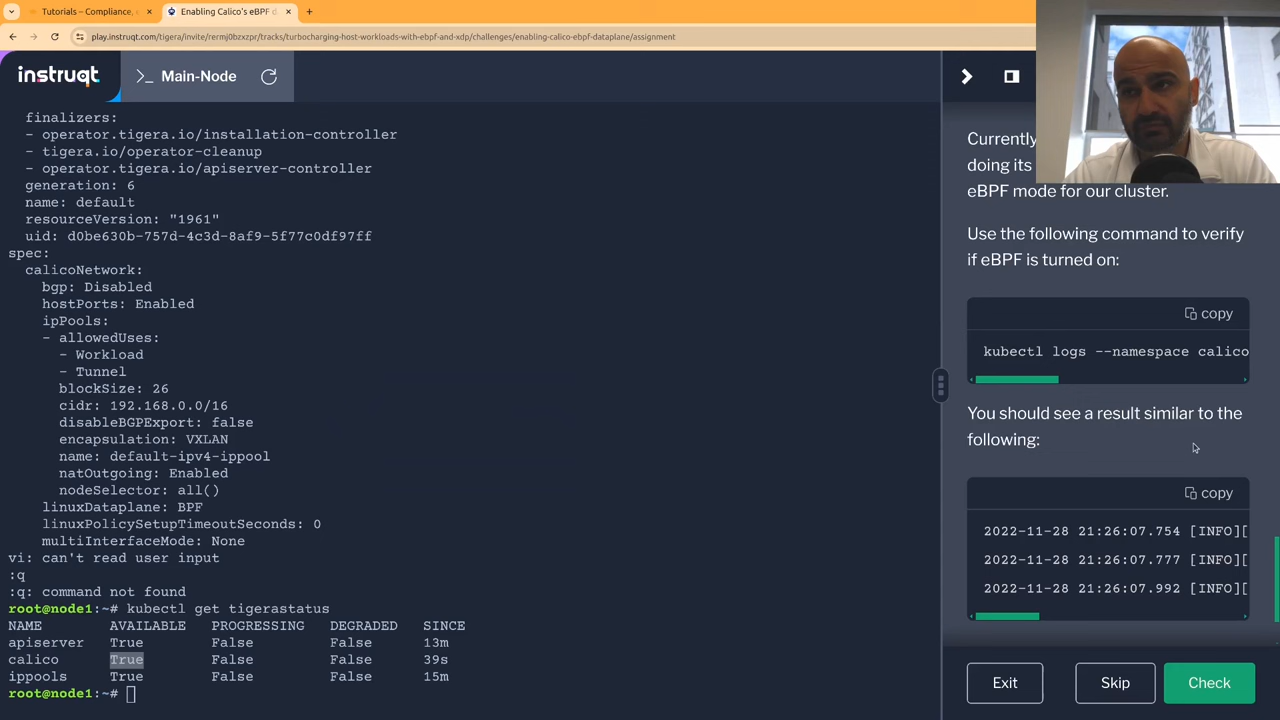 Tutorials – Compliance,
Enabling Calico's eBPF d
play.instruqt.com/tigera/invite/rermj0bzxzpr/tracks/turbocharging-host-workloads-with-ebpf-and-xdp/challenges/enabling-calico-ebpf-dataplane/assignment
instruqt
>_ Main-Node
finalizers:
- operator.tigera.io/installation-controller
- tigera.io/operator-cleanup
- operator.tigera.io/apiserver-controller
generation: 6
name: default
resourceVersion: "1961"
uid: d0be630b-757d-4c3d-8af9-5f77c0df97ff
spec:
calicoNetwork:
bgp: Disabled
hostPorts: Enabled
ipPools:
- allowedUses:
- Workload
- Tunnel
blockSize: 26
cidr: 192.168.0.0/16
disableBGPExport: false
encapsulation: VXLAN
name: default-ipv4-ippool
natOutgoing: Enabled
nodeSelector: all()
linuxDataplane: BPF
linuxPolicySetupTimeoutSeconds: 0
multiInterfaceMode: None
vi: can't read user input
:q
:q: command not found
root@node1:~# kubectl get tigerastatus
NAME AVAILABLE PROGRESSING DEGRADED SINCE
apiserver True False False 13m
calico True False False 39s
ippools True False False 15m
root@node1:~#
Currently
doing its
eBPF mode for our cluster.
Use the following command to verify
if eBPF is turned on:
copy
kubectl logs --namespace calico
You should see a result similar to the
following:
copy
2022-11-28 21:26:07.754 [INFO][
2022-11-28 21:26:07.777 [INFO][
2022-11-28 21:26:07.992 [INFO][
Exit
Skip
Check